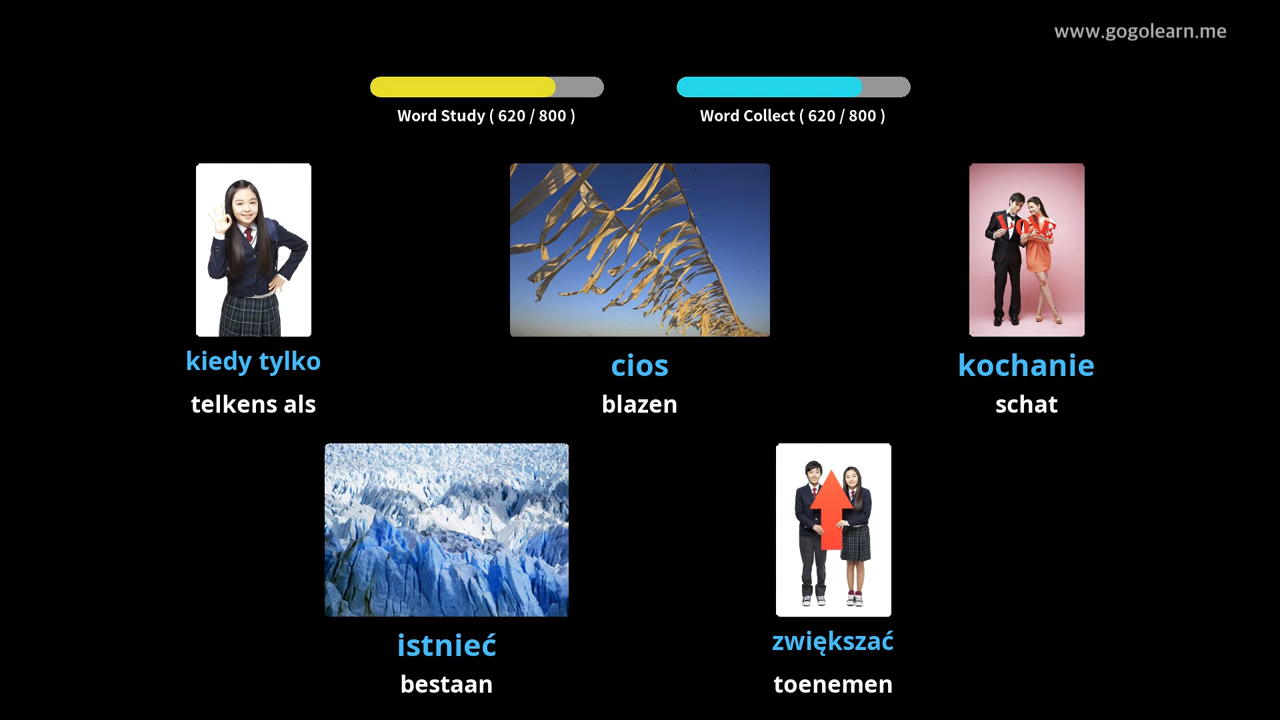 www.gogolearn.me
Word Study ( 620 / 800 )
Word Collect ( 620 / 800 )
LOVE
kiedy tylko
cios
kochanie
telkens als
blazen
schat
istnieć
zwiększać
bestaan
toenemen